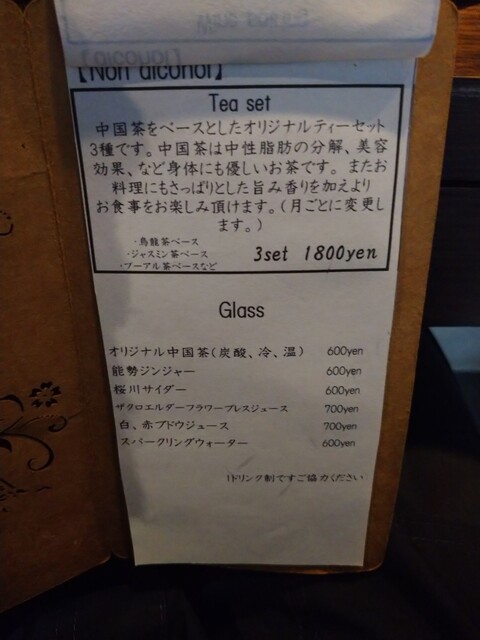 【Non alcohol】
Tea set
中国茶をベースとしたオリジナルティーセット
3種です。中国茶は中性脂肪の分解、美容
効果、など身体にも優しいお茶です。またお
料理にもさっぱりとした旨み香りを加えより
お食事をお楽しみ頂けます。(月ごとに変更し
ます。)
・烏龍茶ベース
・ジャスミン茶ベース
・プーアル茶ベースなど
3set 1800yen
Glass
オリジナル中国茶(炭酸、冷、温) 600yen
能勢ジンジャー 600yen
桜川サイダー 600yen
ザクロエルダーフラワープレスジュース 700yen
白、赤ブドウジュース 700yen
スパークリングウォーター 600yen
1ドリンク制ですご協力ください